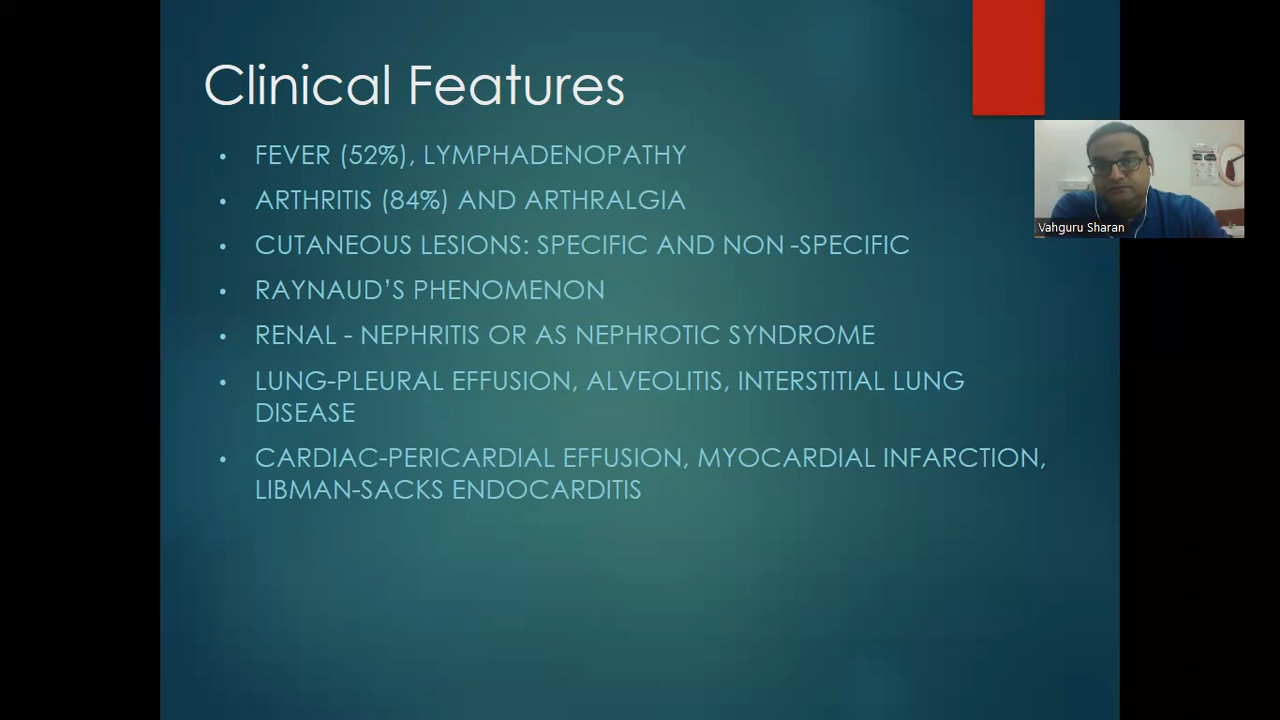 Clinical Features
• FEVER (52%), LYMPHADENOPATHY
• ARTHRITIS (84%) AND ARTHRALGIA
• CUTANEOUS LESIONS: SPECIFIC AND NON -SPECIFIC
• RAYNAUD’S PHENOMENON
• RENAL - NEPHRITIS OR AS NEPHROTIC SYNDROME
• LUNG-PLEURAL EFFUSION, ALVEOLITIS, INTERSTITIAL LUNG
DISEASE
• CARDIAC-PERICARDIAL EFFUSION, MYOCARDIAL INFARCTION,
LIBMAN-SACKS ENDOCARDITIS
Vahguru Sharan